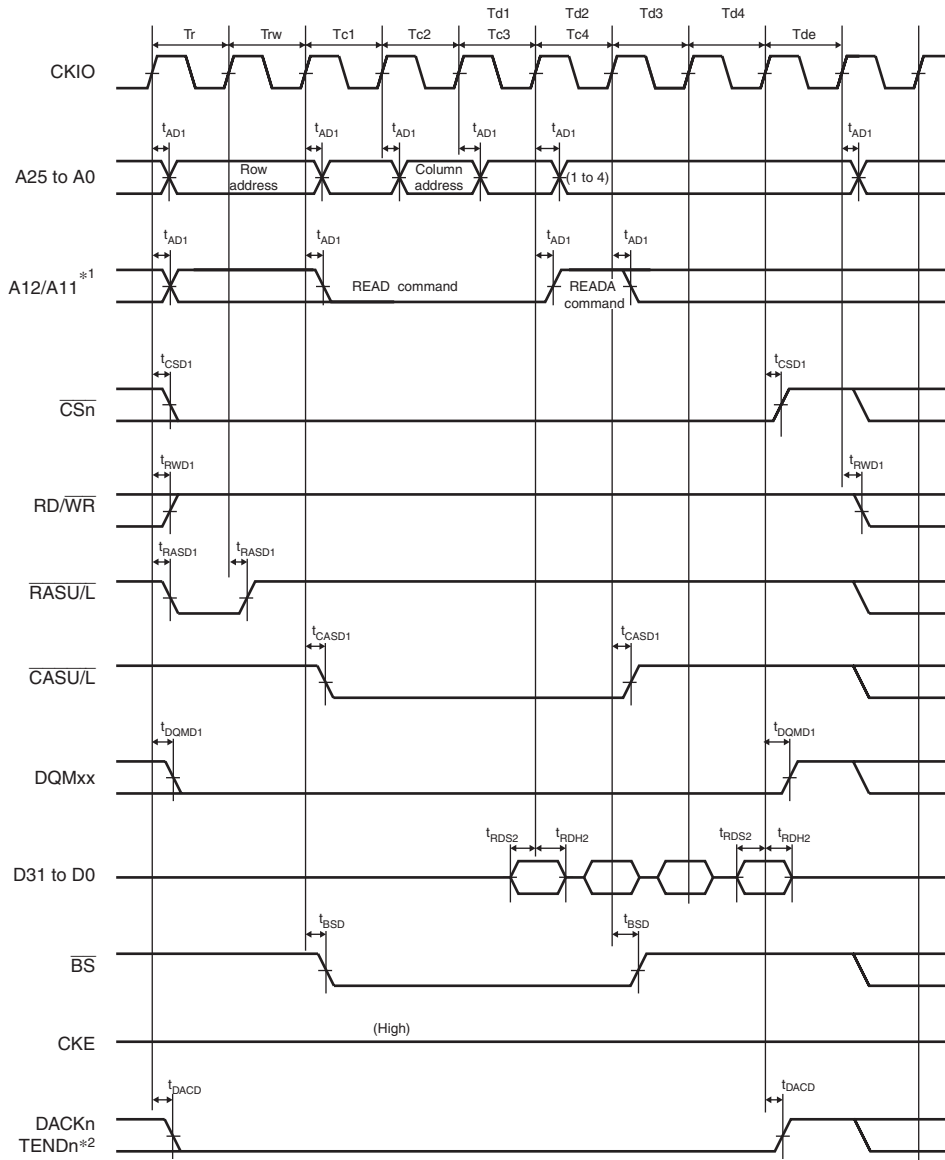 Td1 Td2 Td3 Td4
Tr Trw Tc1 Tc2 Tc3 Tc4 Tde
CKIO
tAD1 tAD1 tAD1 tAD1 tAD1 tAD1
A25 to A0
Row address
Column address
(1 to 4)
tAD1 tAD1 tAD1 tAD1
A12/A11*1
READ command
READA command
tCSD1 tCSD1
CSn
tRWD1 tRWD1
RD/WR
tRASD1 tRASD1
RASU/L
tCASD1 tCASD1
CASU/L
tDQMD1 tDQMD1
DQMxx
tRDS2 tRDH2 tRDS2 tRDH2
D31 to D0
tBSD tBSD
BS
(High)
CKE
tDACD tDACD
DACKn
TENDn*2